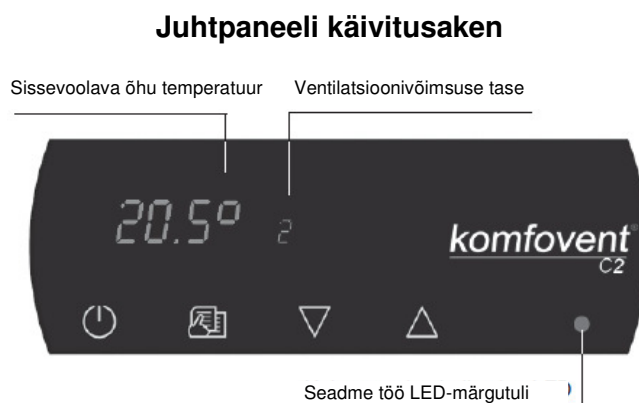 Juhtpaneeli käivitusaken
Sissevoolava õhu temperatuur
Ventilatsioonivõimsuse tase
20.5° 2
komfovent
C2
Seadme töö LED-märgutuli